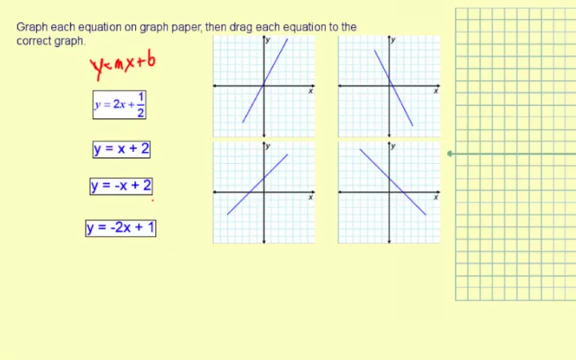 Graph each equation on graph paper, then drag each equation to the
correct graph.
y=mx+b
y = 2x + 1/2
y = x + 2
y = -x + 2
y = -2x + 1
y
x
y
x
y
x
y
x